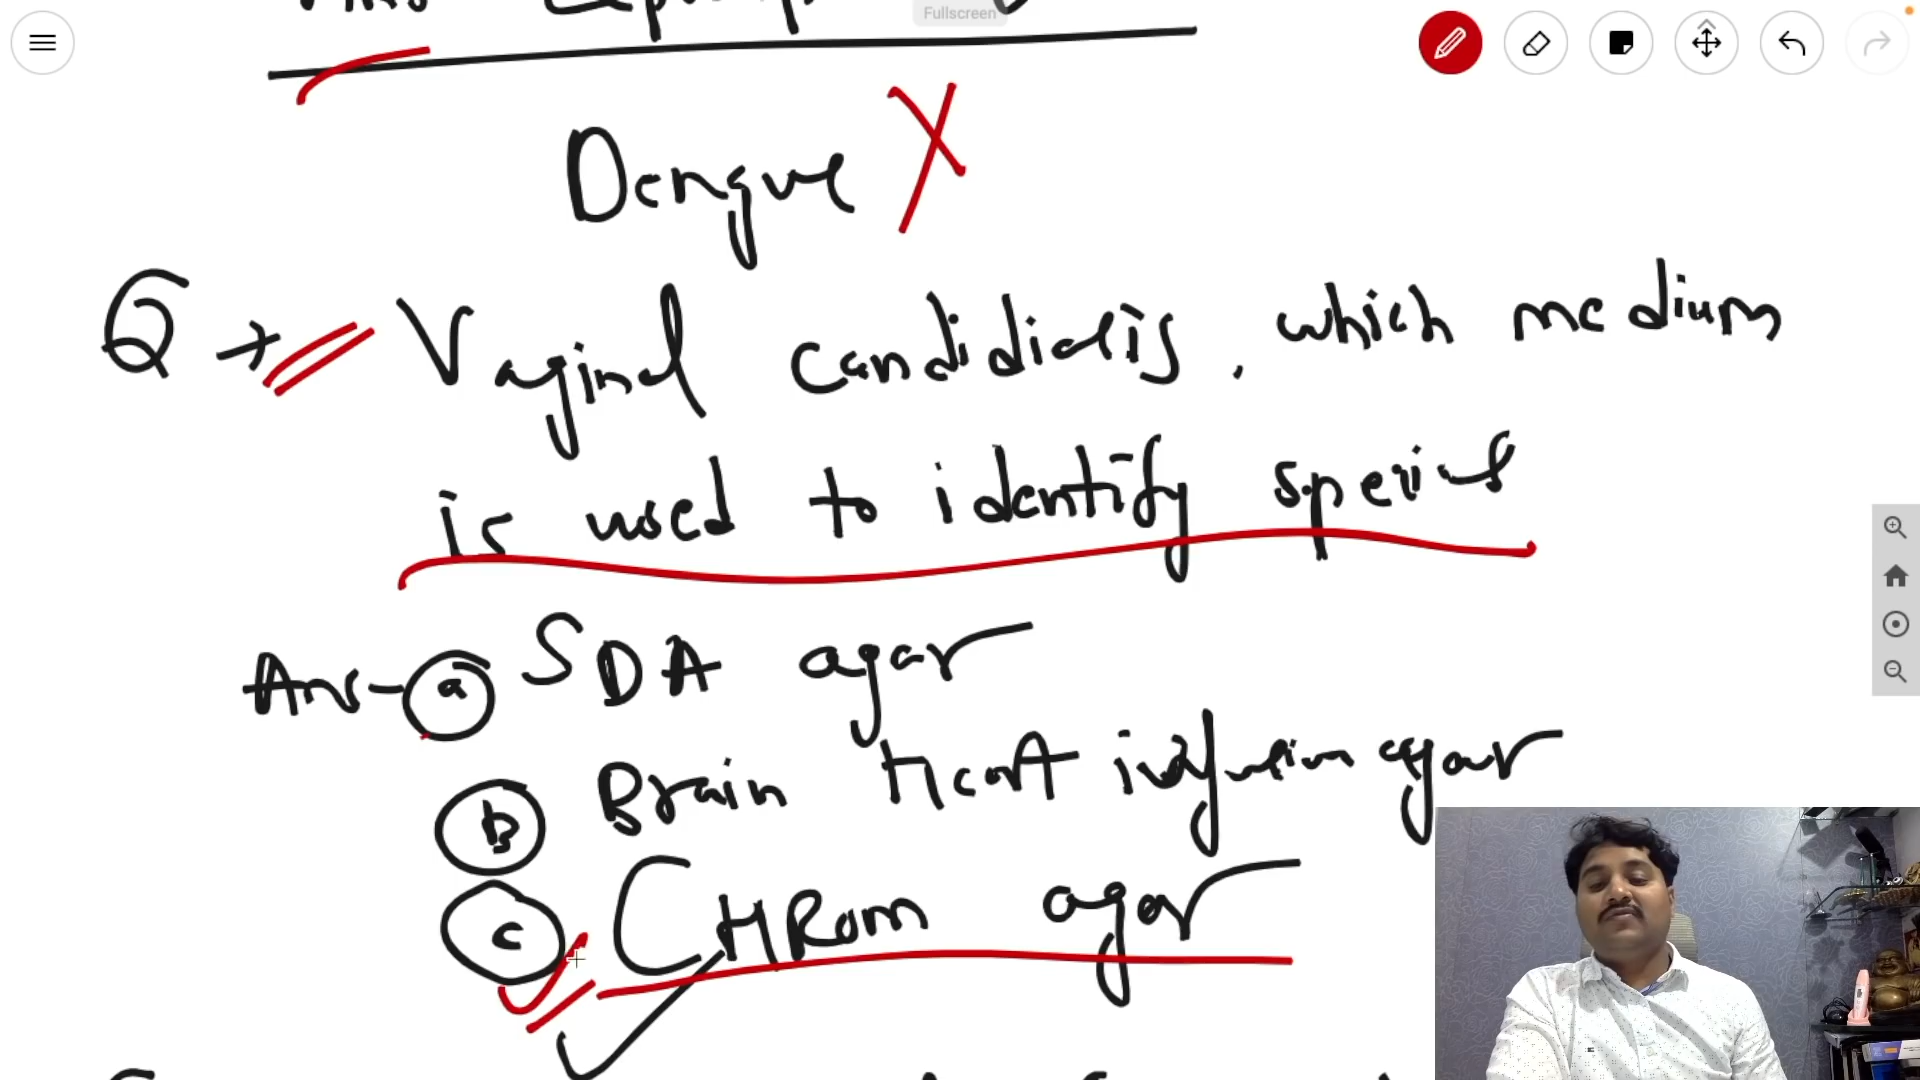 Fullscreen
Dengue X
Q → Vaginal candidiasis, which medium
is used to identify species
Ans- a SDA agar
b Brain Heart infusion agar
c CHRom agar